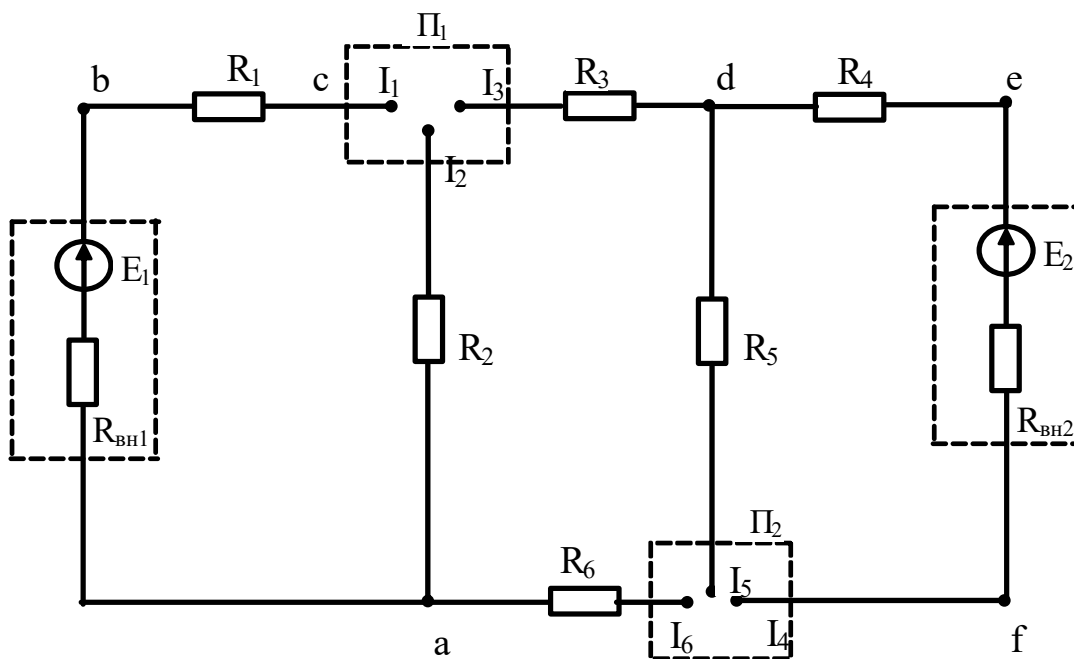 П₁
b
R₁
c
I₁
I₃
R₃
d
R₄
e
I₂
E₁
E₂
R₂
R₅
Rвн1
Rвн2
П₂
R₆
I₅
I₆
I₄
a
f